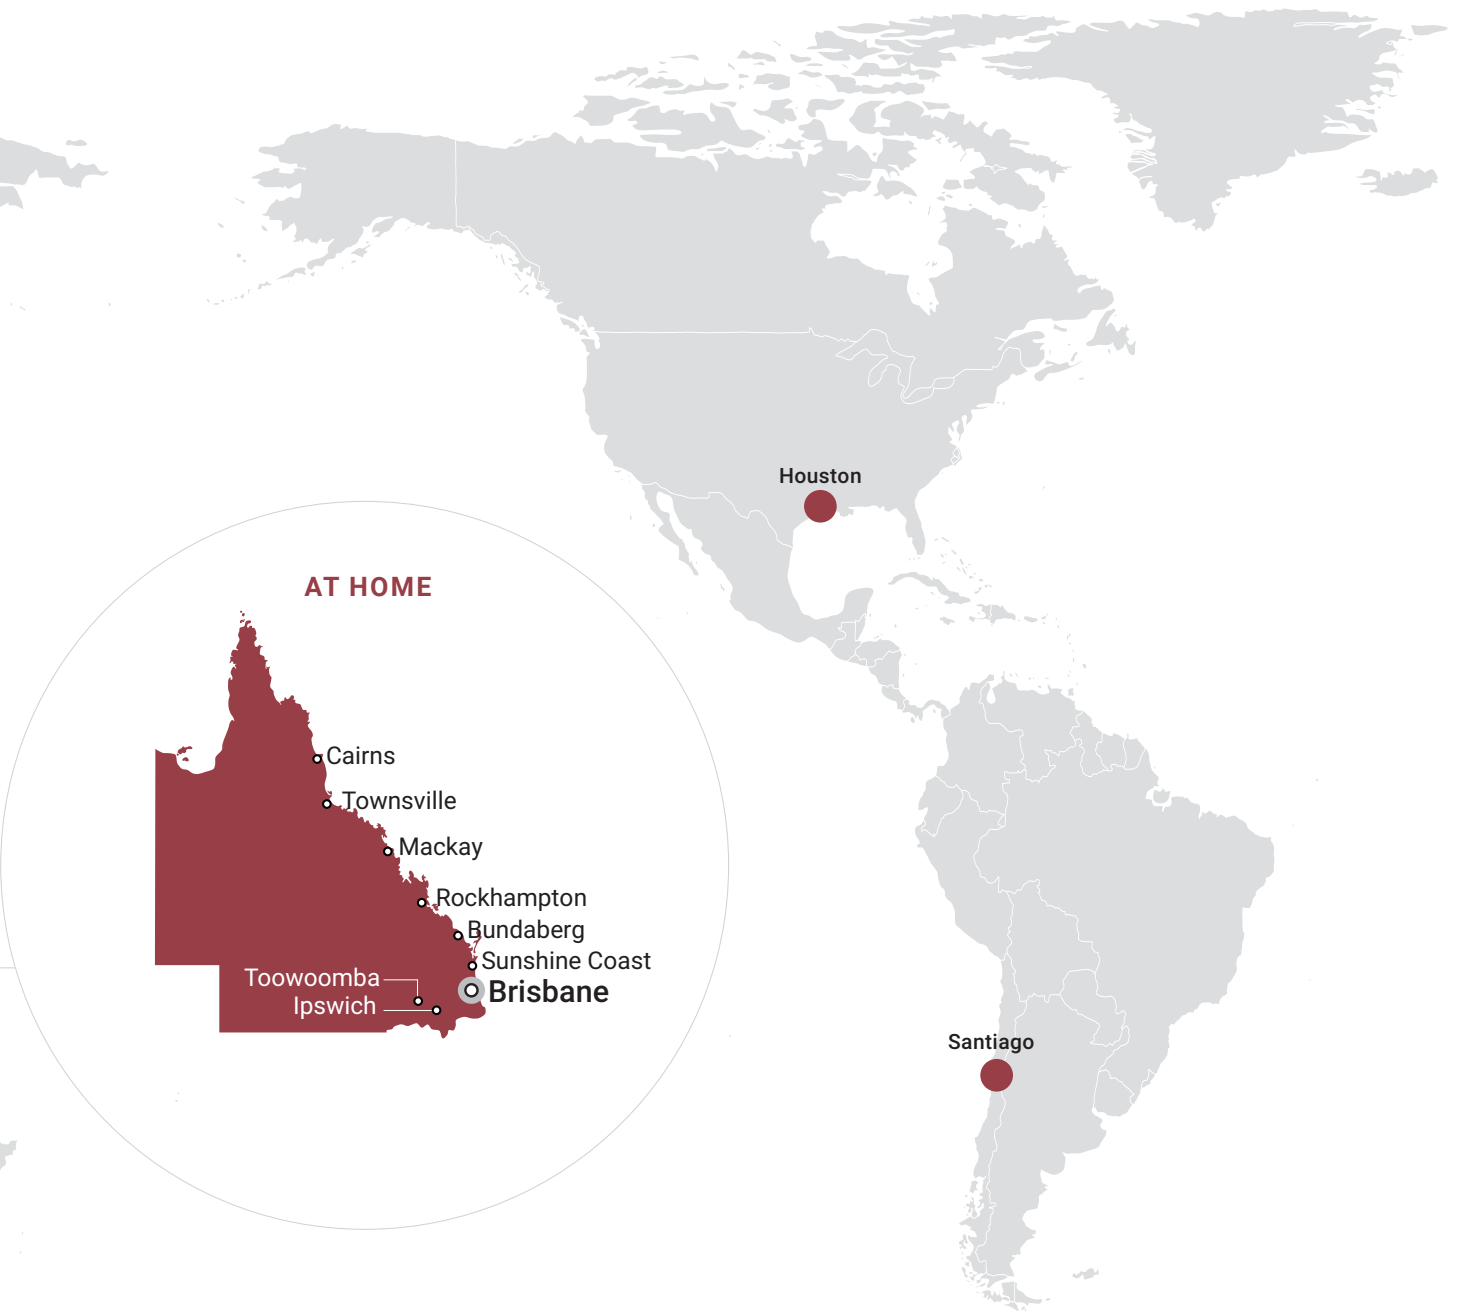 Houston
AT HOME
Cairns
Townsville
Mackay
Rockhampton
Bundaberg
Sunshine Coast
Toowoomba
Brisbane
Ipswich
Santiago